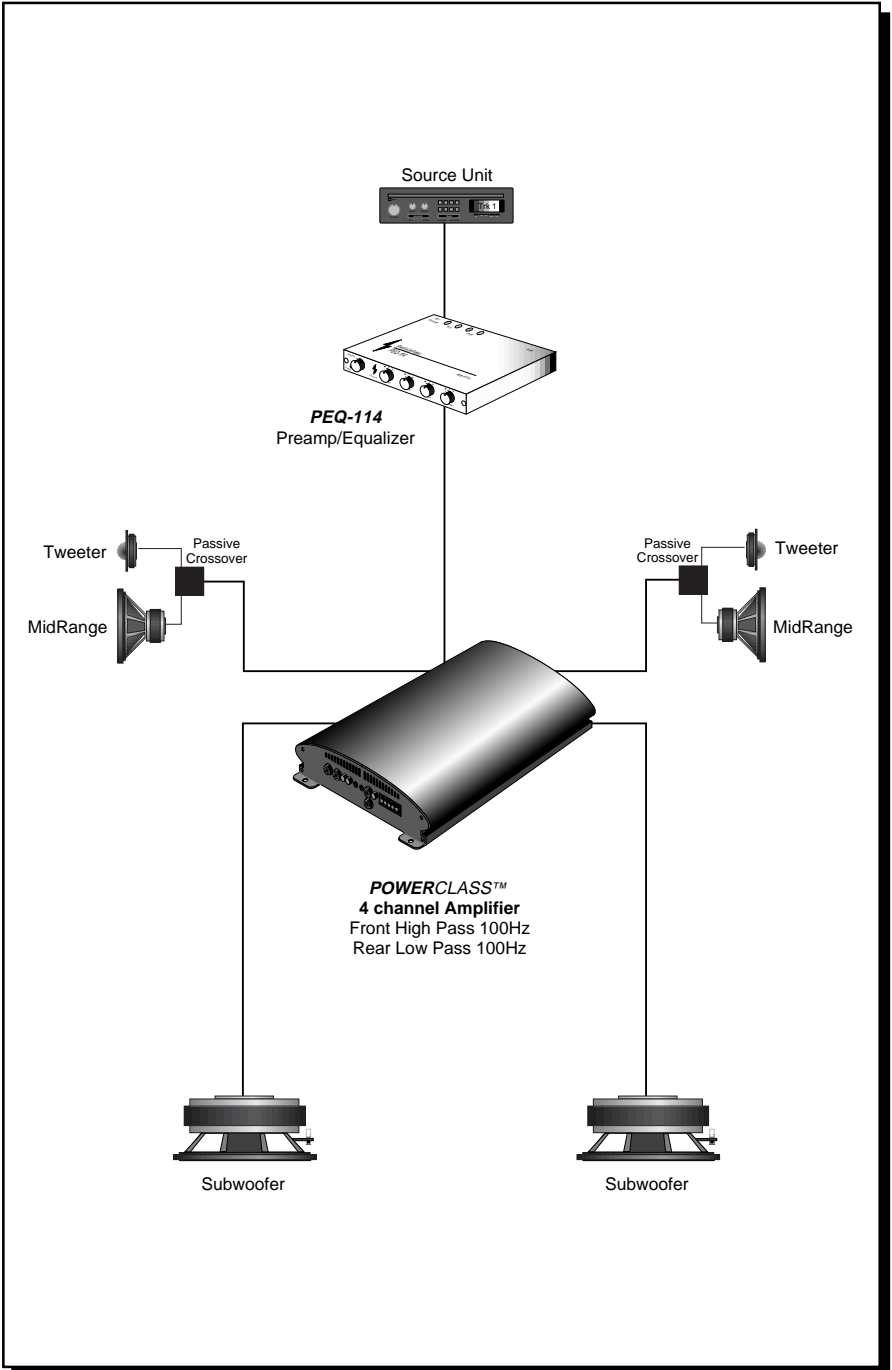 Source Unit
Trk 1
PEQ-114
Preamp/Equalizer
Tweeter
Passive
Crossover
MidRange
Passive
Crossover
Tweeter
MidRange
POWERCLASS™
4 channel Amplifier
Front High Pass 100Hz
Rear Low Pass 100Hz
Subwoofer
Subwoofer